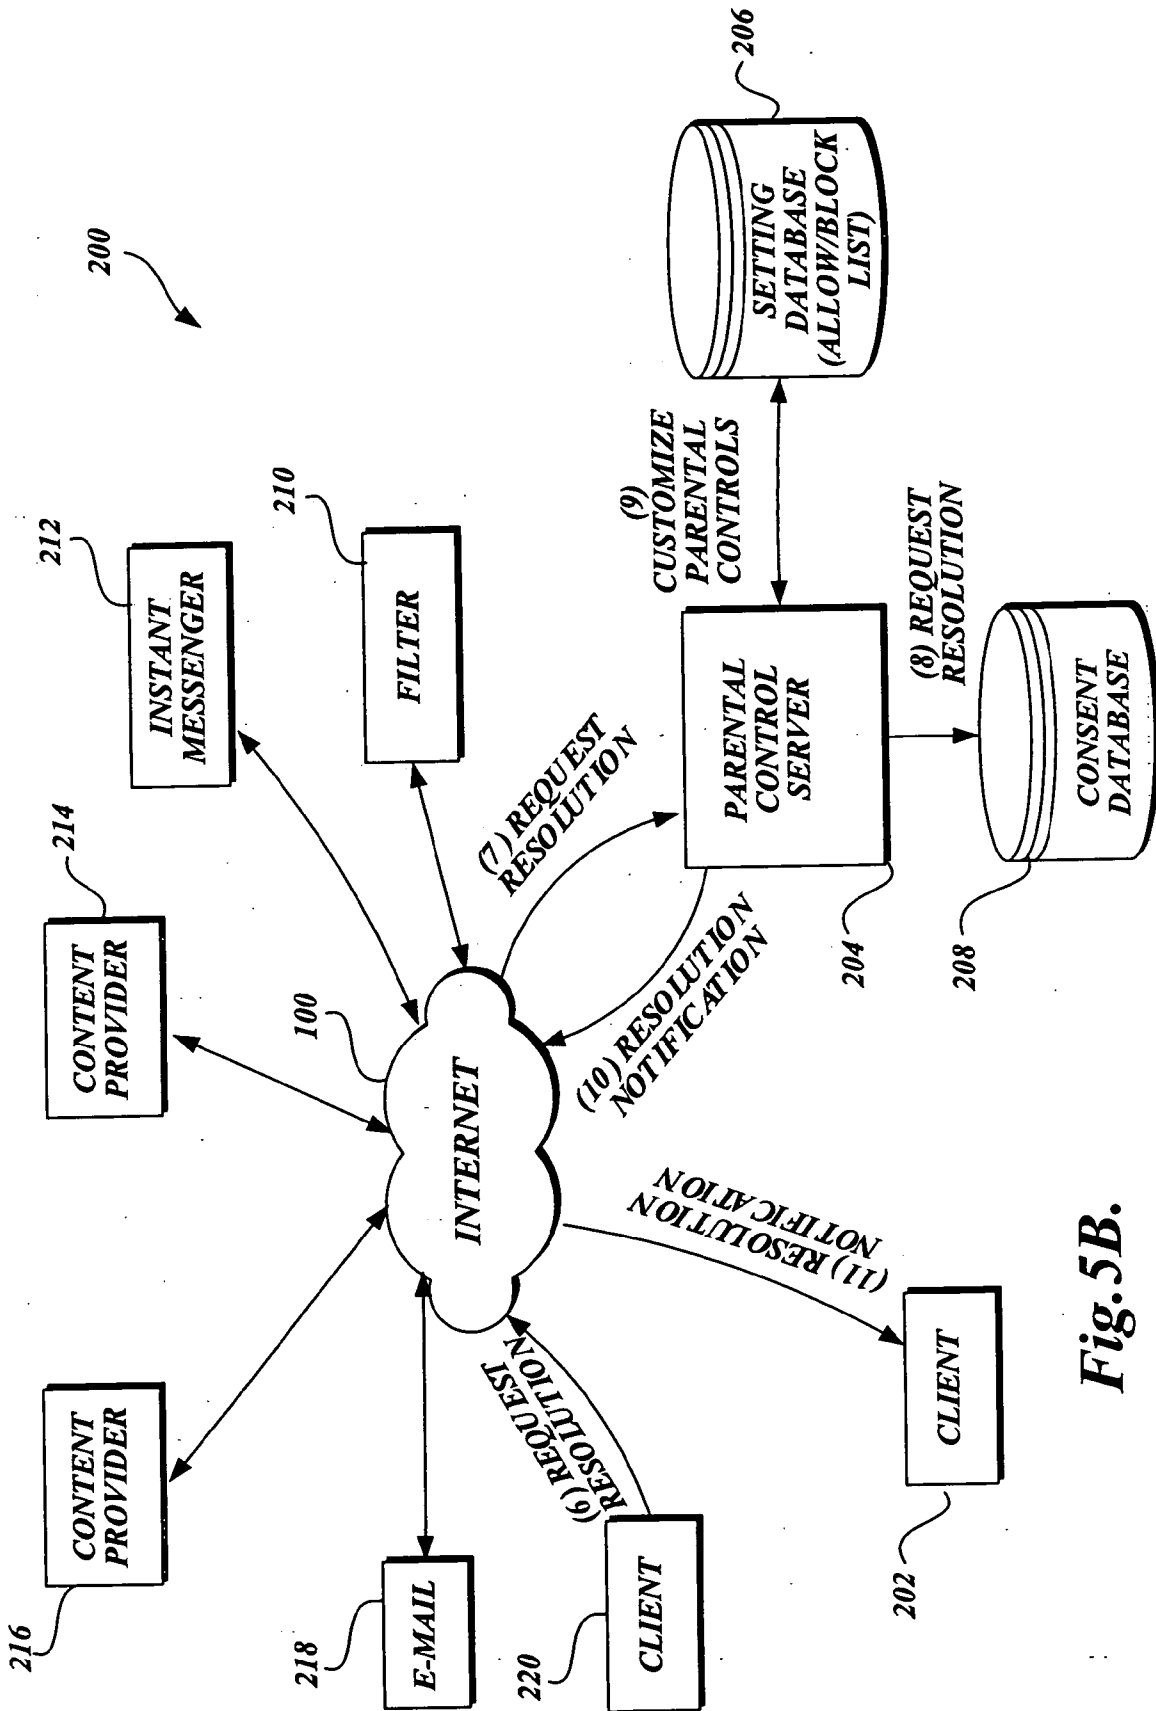 200
216
CONTENT
PROVIDER
214
CONTENT
PROVIDER
212
INSTANT
MESSENGER
210
FILTER
218
E-MAIL
100
INTERNET
220
CLIENT
(6) REQUEST
RESOLUTION
(7) REQUEST
RESOLUTION
(10) RESOLUTION
NOTIFICATION
(11) RESOLUTION
NOTIFICATION
202
CLIENT
PARENTAL
CONTROL
SERVER
204
(9)
CUSTOMIZE
PARENTAL
CONTROLS
206
SETTING
DATABASE
(ALLOW/BLOCK
LIST)
(8) REQUEST
RESOLUTION
208
CONSENT
DATABASE
Fig.5B.